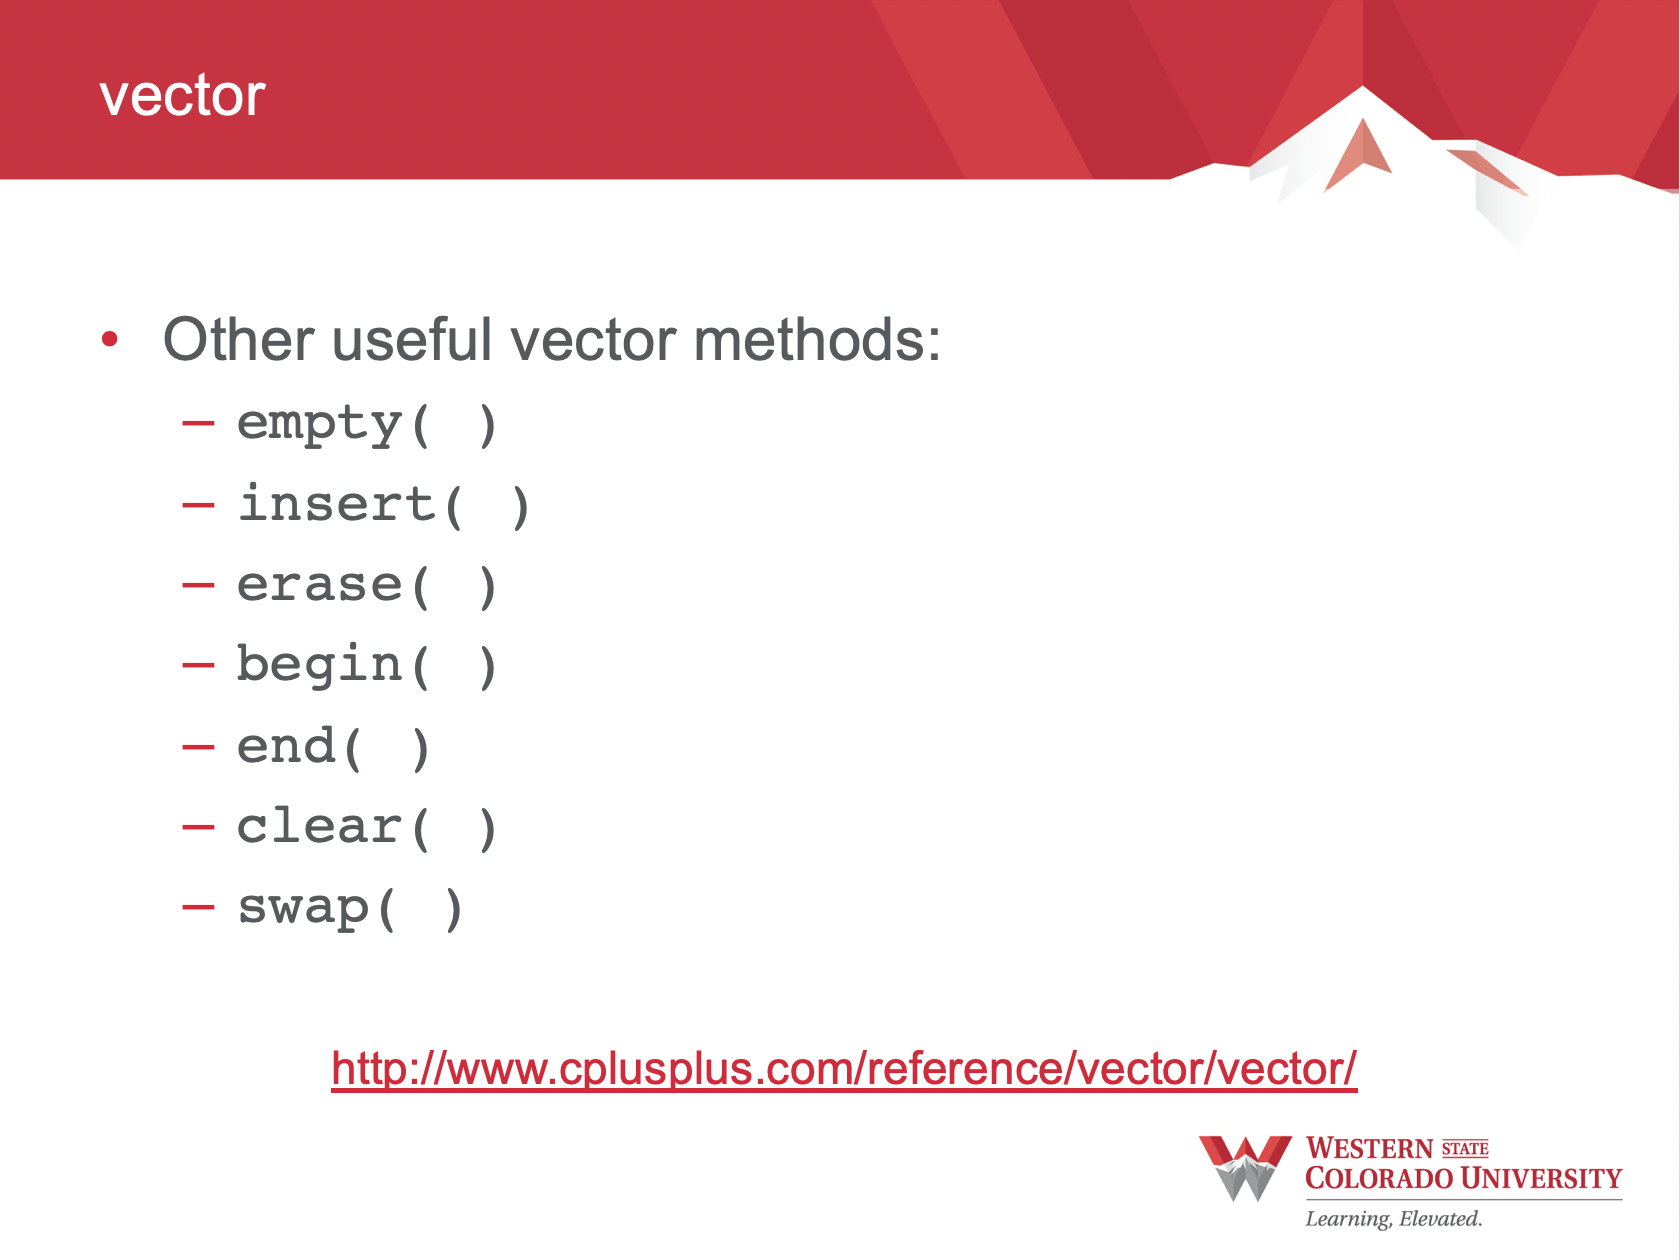 vector
• Other useful vector methods:
– empty( )
– insert( )
– erase( )
– begin( )
– end( )
– clear( )
– swap( )
http://www.cplusplus.com/reference/vector/vector/
WESTERN STATE
COLORADO UNIVERSITY
Learning, Elevated.